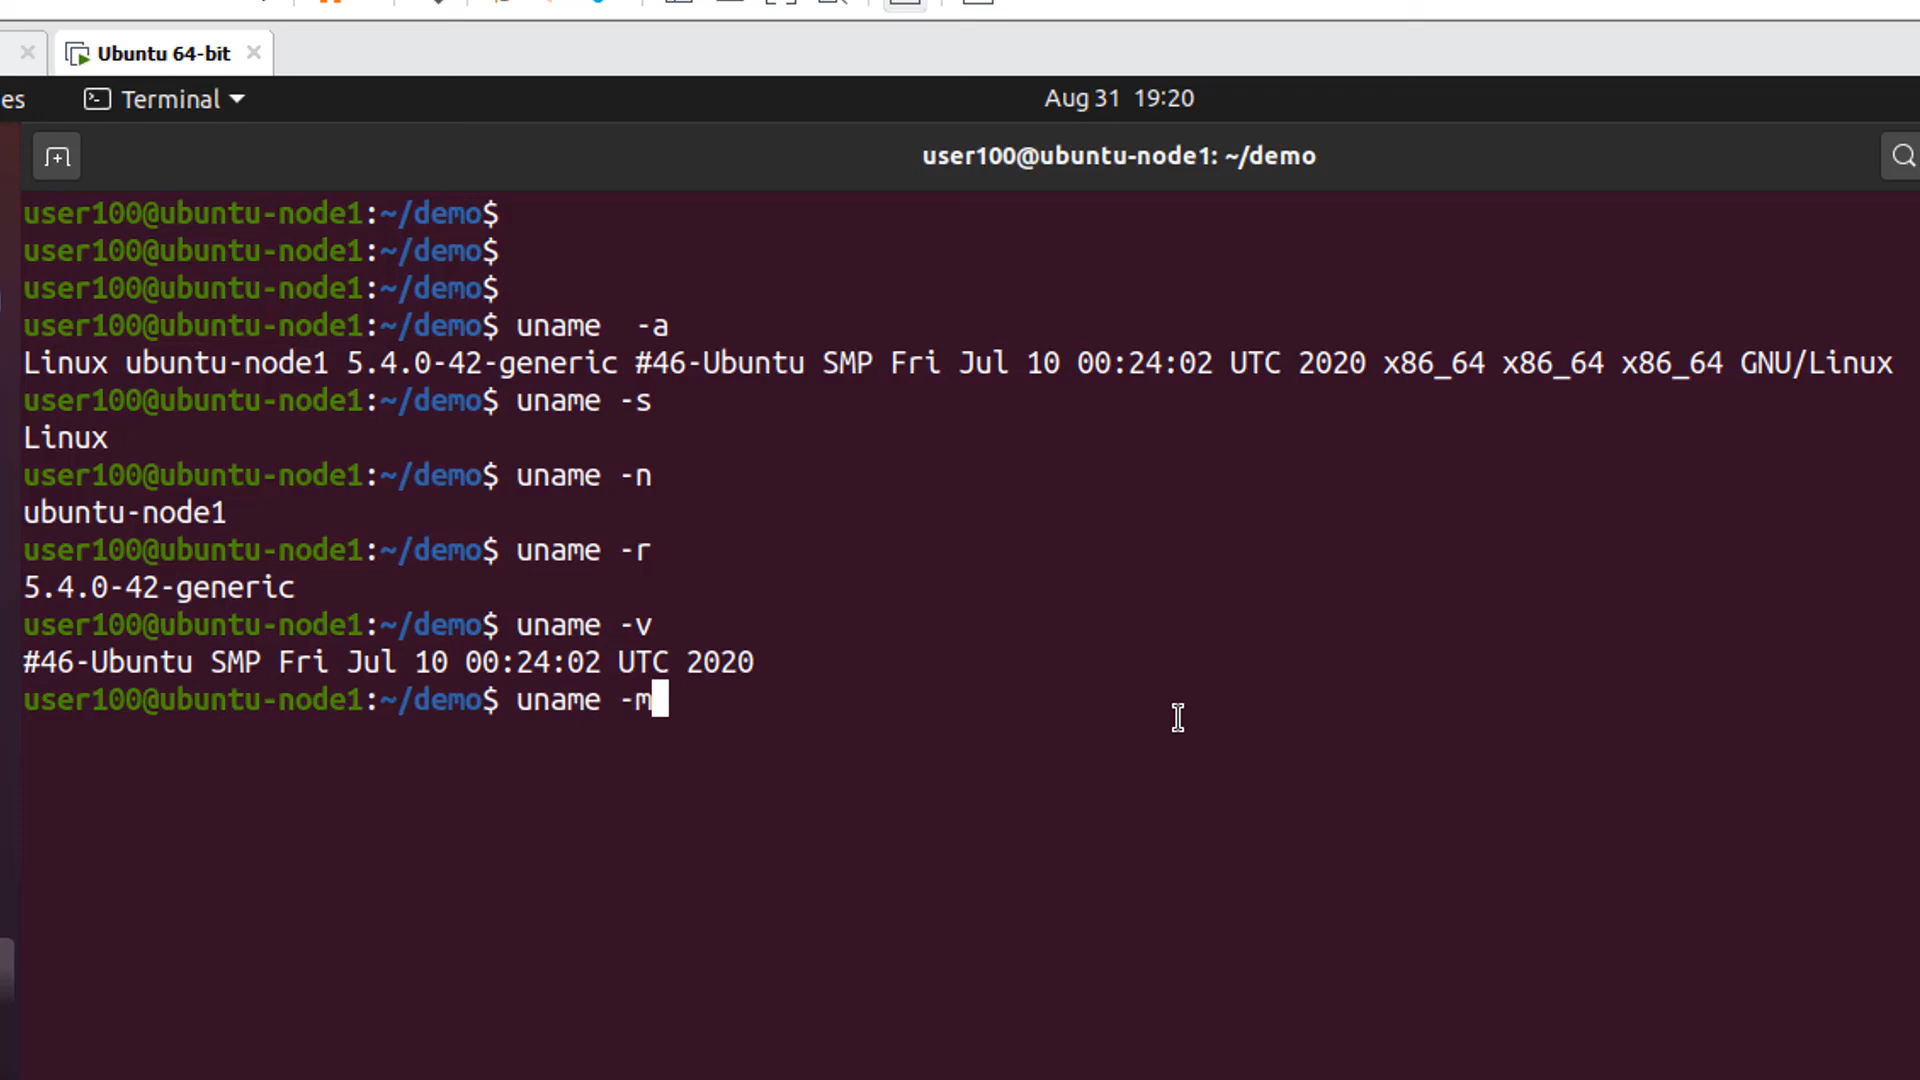 Ubuntu 64-bit
es Terminal Aug 31 19:20
user100@ubuntu-node1: ~/demo
user100@ubuntu-node1:~/demo$
user100@ubuntu-node1:~/demo$
user100@ubuntu-node1:~/demo$
user100@ubuntu-node1:~/demo$ uname  -a
Linux ubuntu-node1 5.4.0-42-generic #46-Ubuntu SMP Fri Jul 10 00:24:02 UTC 2020 x86_64 x86_64 x86_64 GNU/Linux
user100@ubuntu-node1:~/demo$ uname -s
Linux
user100@ubuntu-node1:~/demo$ uname -n
ubuntu-node1
user100@ubuntu-node1:~/demo$ uname -r
5.4.0-42-generic
user100@ubuntu-node1:~/demo$ uname -v
#46-Ubuntu SMP Fri Jul 10 00:24:02 UTC 2020
user100@ubuntu-node1:~/demo$ uname -m